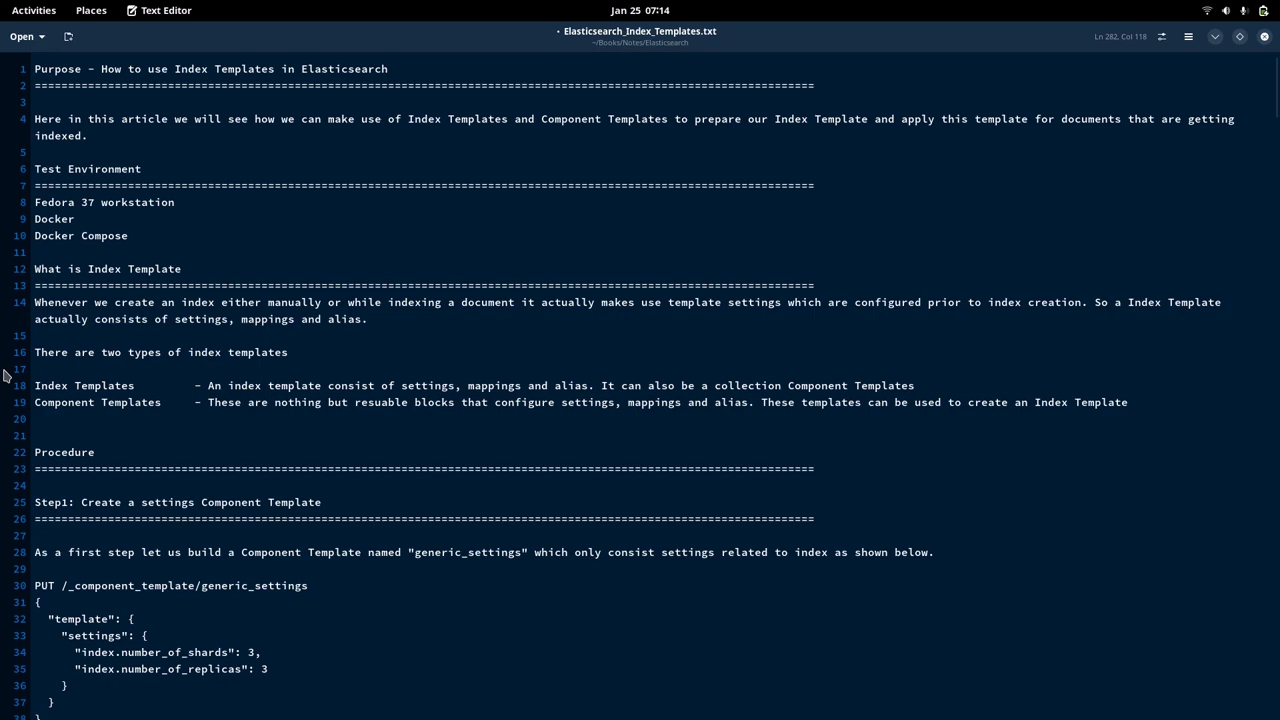 Activities Places Text Editor Jan 25 07:14
Open • Elasticsearch_Index_Templates.txt Ln 282, Col 118
~/Books/Notes/Elasticsearch
1 Purpose - How to use Index Templates in Elasticsearch
2 =====================================================================================================================
3
4 Here in this article we will see how we can make use of Index Templates and Component Templates to prepare our Index Template and apply this template for documents that are getting
indexed.
5
6 Test Environment
7 =====================================================================================================================
8 Fedora 37 workstation
9 Docker
10 Docker Compose
11
12 What is Index Template
13 =====================================================================================================================
14 Whenever we create an index either manually or while indexing a document it actually makes use template settings which are configured prior to index creation. So a Index Template
actually consists of settings, mappings and alias.
15
16 There are two types of index templates
17
18 Index Templates - An index template consist of settings, mappings and alias. It can also be a collection Component Templates
19 Component Templates - These are nothing but resuable blocks that configure settings, mappings and alias. These templates can be used to create an Index Template
20
21
22 Procedure
23 =====================================================================================================================
24
25 Step1: Create a settings Component Template
26 =====================================================================================================================
27
28 As a first step let us build a Component Template named "generic_settings" which only consist settings related to index as shown below.
29
30 PUT /_component_template/generic_settings
31 {
32 "template": {
33 "settings": {
34 "index.number_of_shards": 3,
35 "index.number_of_replicas": 3
36 }
37 }
38 }